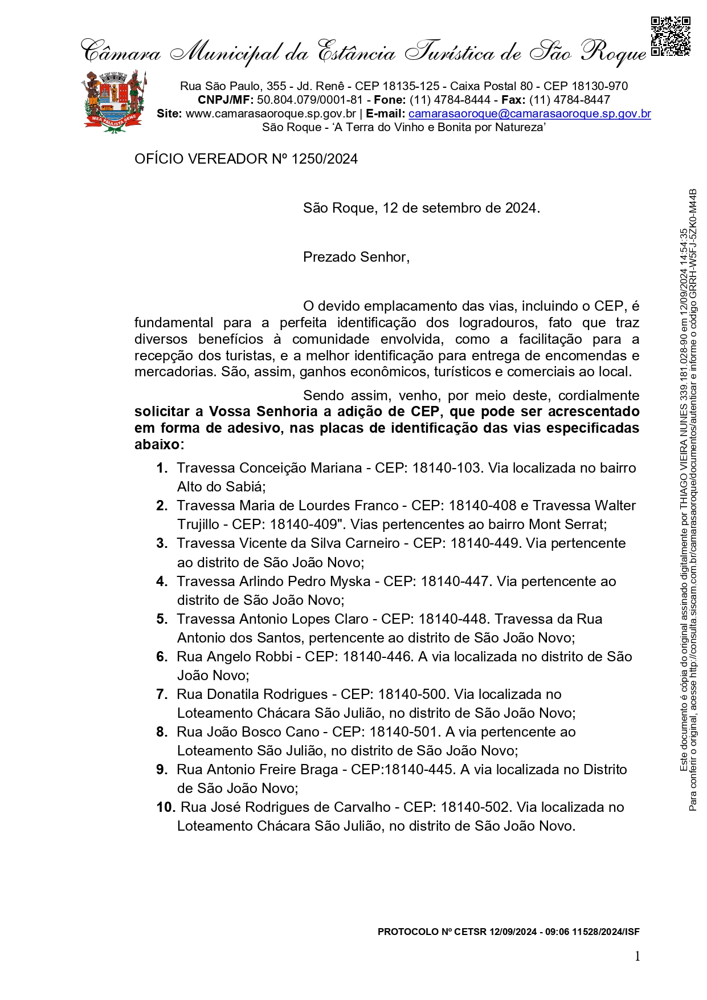 Câmara Municipal da Estância Turística de São Roque
Rua São Paulo, 355 - Jd. Renê - CEP 18135-125 - Caixa Postal 80 - CEP 18130-970
CNPJ/MF: 50.804.079/0001-81 - Fone: (11) 4784-8444 - Fax: (11) 4784-8447
Site: www.camarasaoroque.sp.gov.br | E-mail: camarasaoroque@camarasaoroque.sp.gov.br
São Roque - ‘A Terra do Vinho e Bonita por Natureza’
MEA PAULISTA GENS
OFÍCIO VEREADOR Nº 1250/2024
São Roque, 12 de setembro de 2024.
Prezado Senhor,
O devido emplacamento das vias, incluindo o CEP, é
fundamental para a perfeita identificação dos logradouros, fato que traz
diversos benefícios à comunidade envolvida, como a facilitação para a
recepção dos turistas, e a melhor identificação para entrega de encomendas e
mercadorias. São, assim, ganhos econômicos, turísticos e comerciais ao local.
Sendo assim, venho, por meio deste, cordialmente
solicitar a Vossa Senhoria a adição de CEP, que pode ser acrescentado
em forma de adesivo, nas placas de identificação das vias especificadas
abaixo:
1. Travessa Conceição Mariana - CEP: 18140-103. Via localizada no bairro
Alto do Sabiá;
2. Travessa Maria de Lourdes Franco - CEP: 18140-408 e Travessa Walter
Trujillo - CEP: 18140-409". Vias pertencentes ao bairro Mont Serrat;
3. Travessa Vicente da Silva Carneiro - CEP: 18140-449. Via pertencente
ao distrito de São João Novo;
4. Travessa Arlindo Pedro Myska - CEP: 18140-447. Via pertencente ao
distrito de São João Novo;
5. Travessa Antonio Lopes Claro - CEP: 18140-448. Travessa da Rua
Antonio dos Santos, pertencente ao distrito de São João Novo;
6. Rua Angelo Robbi - CEP: 18140-446. A via localizada no distrito de São
João Novo;
7. Rua Donatila Rodrigues - CEP: 18140-500. Via localizada no
Loteamento Chácara São Julião, no distrito de São João Novo;
8. Rua João Bosco Cano - CEP: 18140-501. A via pertencente ao
Loteamento São Julião, no distrito de São João Novo;
9. Rua Antonio Freire Braga - CEP:18140-445. A via localizada no Distrito
de São João Novo;
10. Rua José Rodrigues de Carvalho - CEP: 18140-502. Via localizada no
Loteamento Chácara São Julião, no distrito de São João Novo.
PROTOCOLO Nº CETSR 12/09/2024 - 09:06 11528/2024/ISF
1
Este documento é cópia do original assinado digitalmente por THIAGO VIEIRA NUNES 339.181.028-90 em 12/09/2024 14:54:35
Para conferir o original, acesse http://consulta.siscam.com.br/camarasaoroque/documentos/autenticar e informe o código GRRH-W5FJ-5ZK0-M44B